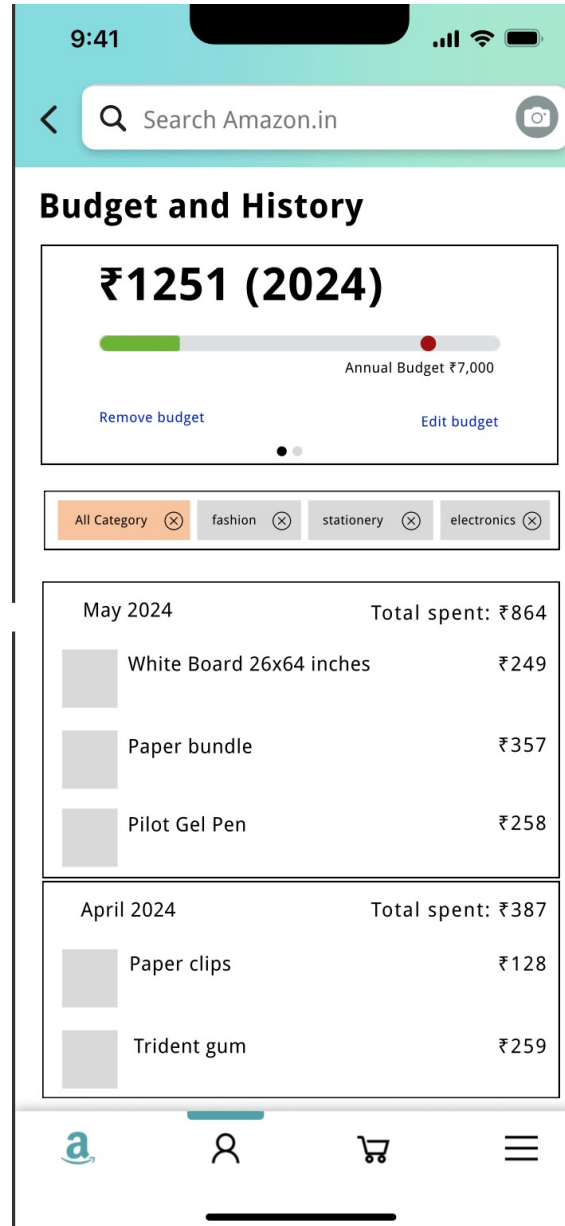 9:41
Search Amazon.in
Budget and History
₹1251 (2024)
Annual Budget ₹7,000
Remove budget
Edit budget
All Category fashion stationery electronics
May 2024 Total spent: ₹864
White Board 26x64 inches ₹249
Paper bundle ₹357
Pilot Gel Pen ₹258
April 2024 Total spent: ₹387
Paper clips ₹128
Trident gum ₹259
a